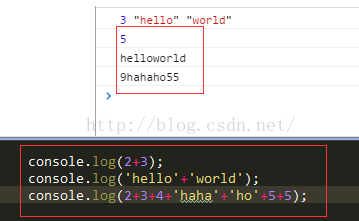 3 "hello" "world"
5
helloworld
9hahaho55
>
http://blog.csdn.net/
console.log(2+3);
console.log('hello'+'world');
console.log(2+3+4+'haha'+'ho'+5+5);